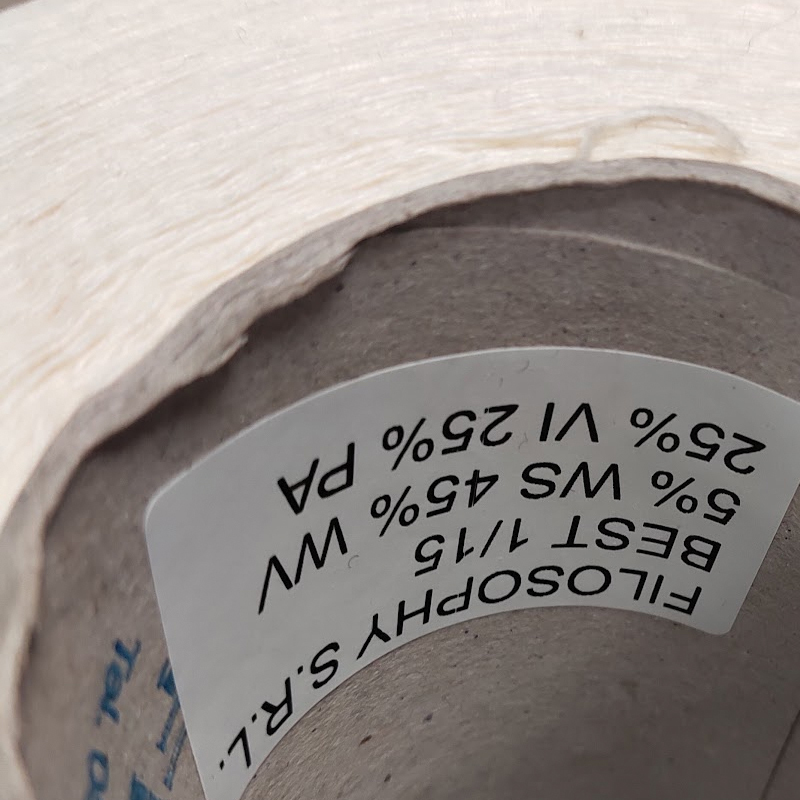 FILOSOPHY S.R.L.
BEST 1/15
5% WS 45% WV
25% VI 25% PA
Tel.